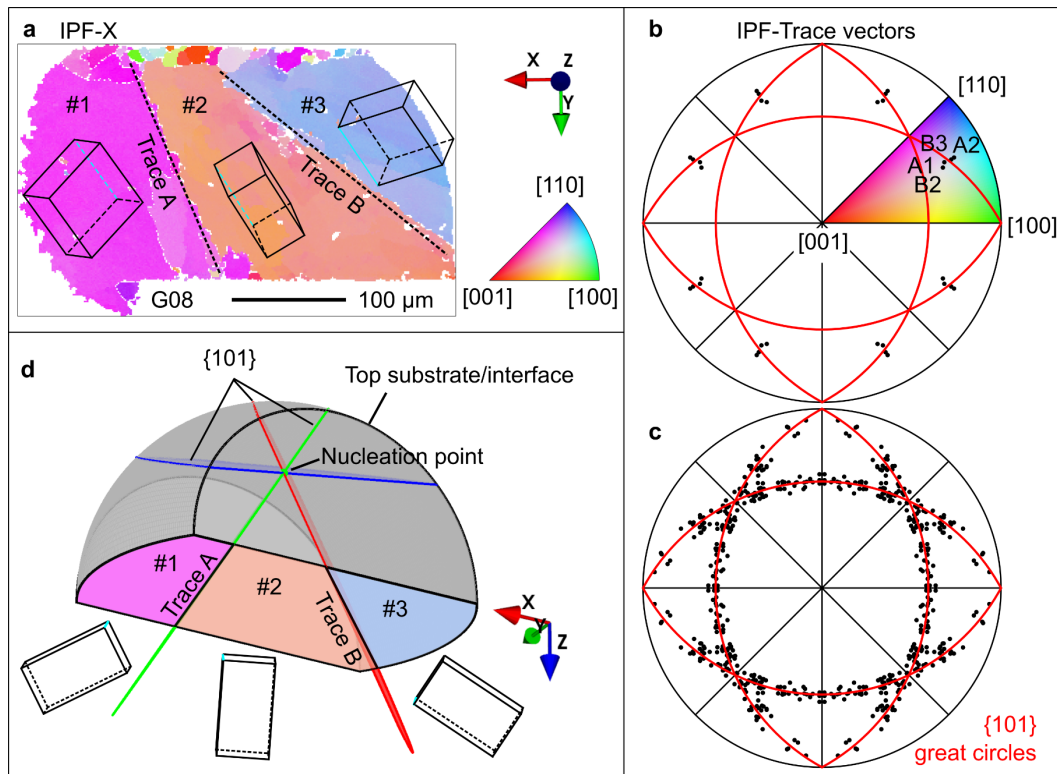 a IPF-X
#1
#2
#3
Trace A
Trace B
G08
100 µm
X
Z
Y
[110]
[001]
[100]
b IPF-Trace vectors
[110]
B3
A2
A1
B2
[001]
[100]
c
{101}
great circles
d
{101}
Top substrate/interface
Nucleation point
#1
Trace A
#2
Trace B
#3
X
Y
Z